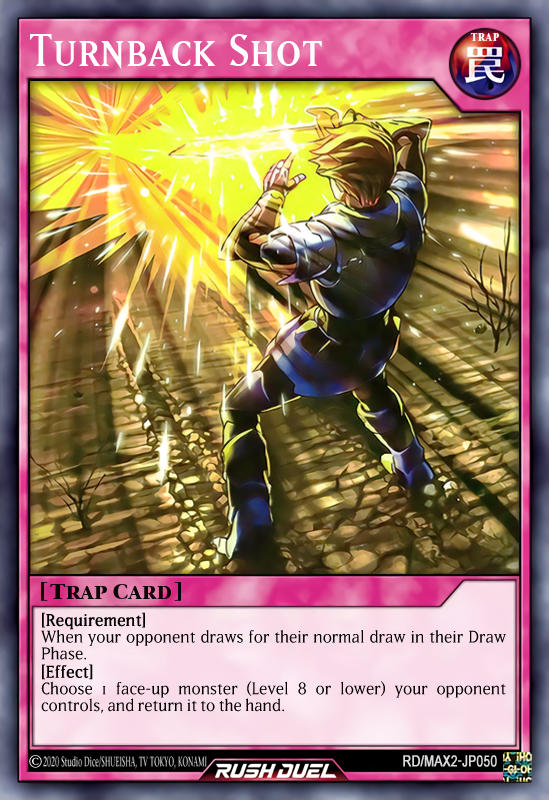 TURNBACK SHOT
TRAP
罠
[TRAP CARD]
[Requirement]
When your opponent draws for their normal draw in their Draw
Phase.
[Effect]
Choose 1 face-up monster (Level 8 or lower) your opponent
controls, and return it to the hand.
©2020 Studio Dice/SHUEISHA, TV TOKYO, KONAMI
RUSH DUEL
RD/MAX2-JP050